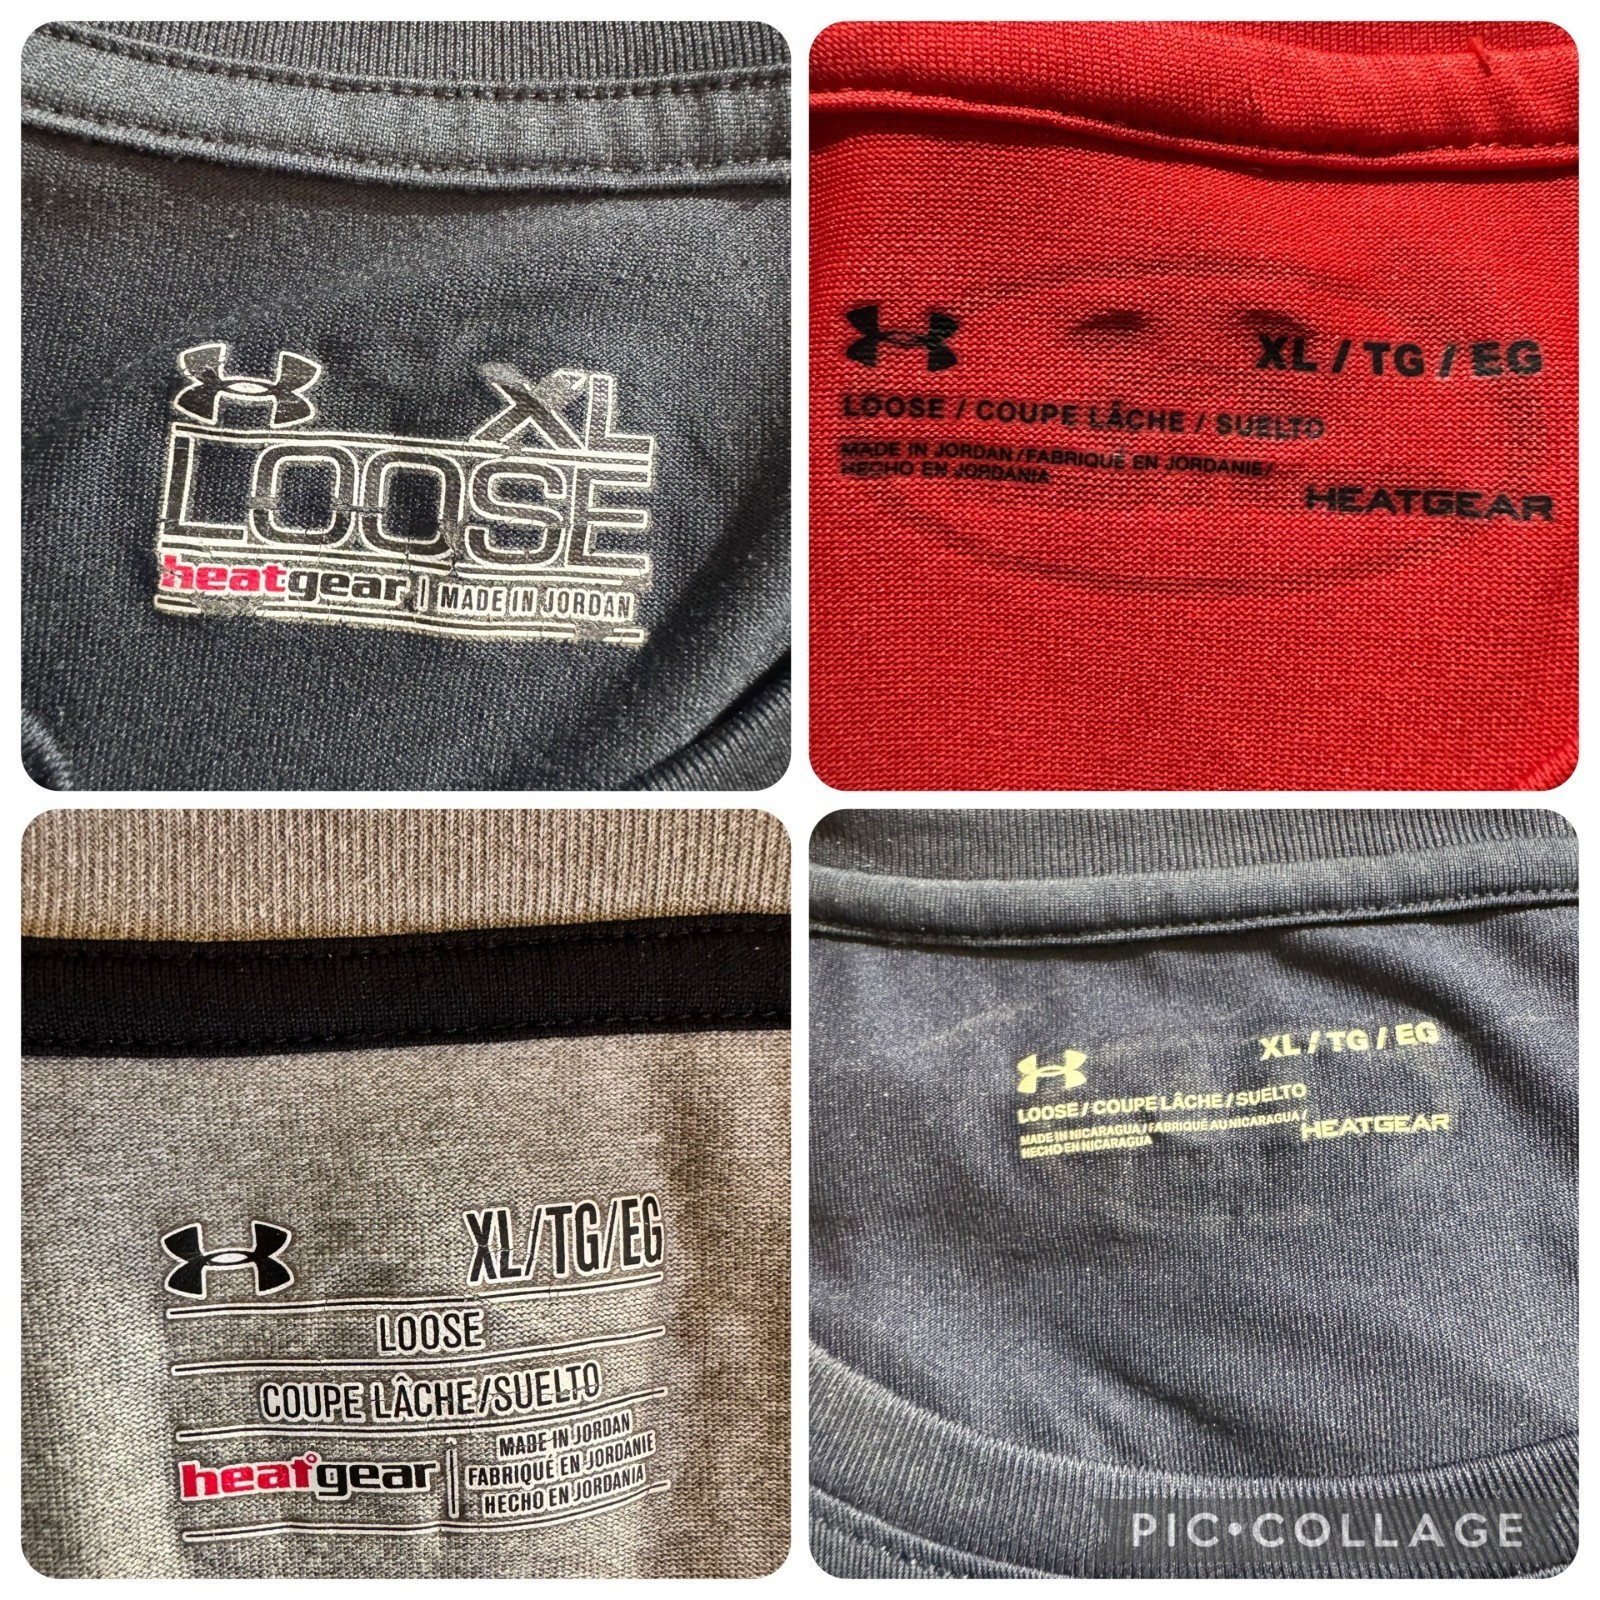 XL
LOOSE
heatgear | MADE IN JORDAN
XL / TG / EG
LOOSE / COUPE LÂCHE / SUELTO
MADE IN JORDAN / FABRIQUÉ EN JORDANIE /
HECHO EN JORDANIA
HEATGEAR
XL/TG/EG
LOOSE
COUPE LÂCHE/SUELTO
heatgear
MADE IN JORDAN
FABRIQUÉ EN JORDANIE
HECHO EN JORDANIA
XL / TG / EG
LOOSE / COUPE LÂCHE / SUELTO
MADE IN NICARAGUA / FABRIQUÉ AU NICARAGUA /
HECHO EN NICARAGUA
HEATGEAR
PIC•COLLAGE